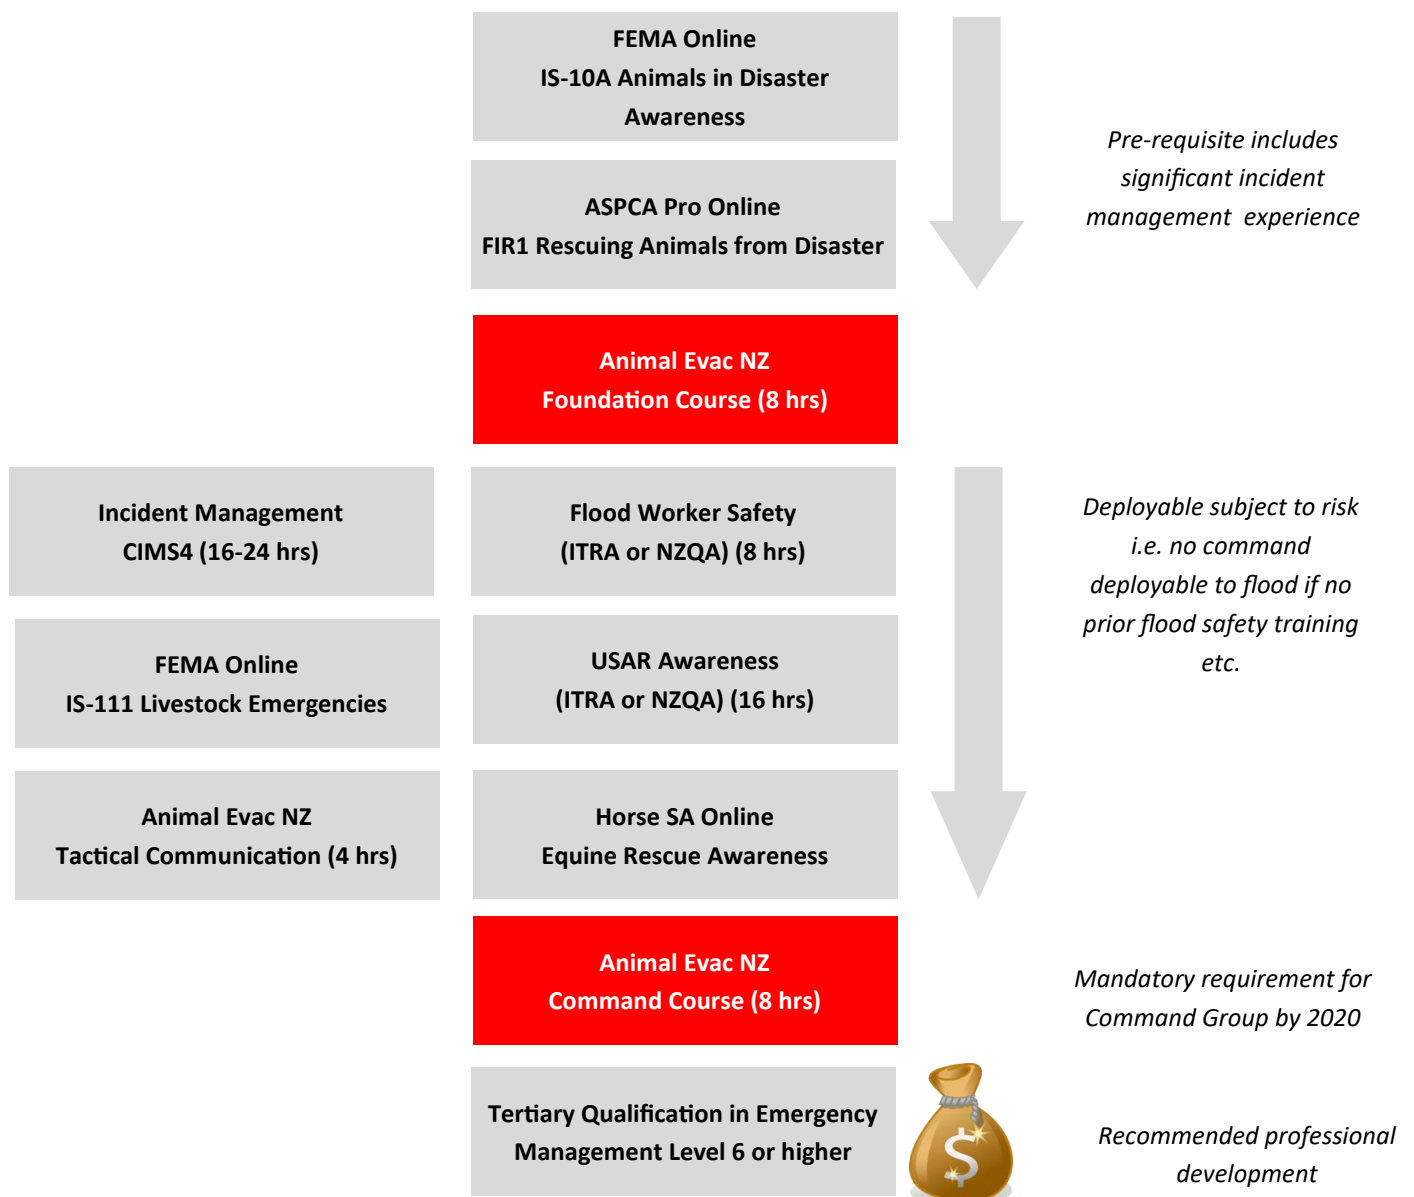 FEMA Online
IS-10A Animals in Disaster
Awareness
Pre-requisite includes
significant incident
management experience
ASPCA Pro Online
FIR1 Rescuing Animals from Disaster
Animal Evac NZ
Foundation Course (8 hrs)
Incident Management
CIMS4 (16-24 hrs)
Flood Worker Safety
(ITRA or NZQA) (8 hrs)
Deployable subject to risk
i.e. no command
deployable to flood if no
prior flood safety training
etc.
FEMA Online
IS-111 Livestock Emergencies
USAR Awareness
(ITRA or NZQA) (16 hrs)
Animal Evac NZ
Tactical Communication (4 hrs)
Horse SA Online
Equine Rescue Awareness
Animal Evac NZ
Command Course (8 hrs)
Mandatory requirement for
Command Group by 2020
Tertiary Qualification in Emergency
Management Level 6 or higher
$
Recommended professional
development